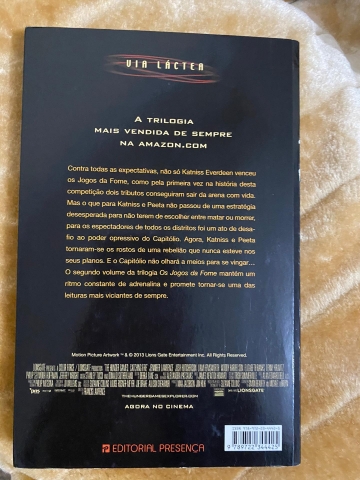 VIA LÁCTEA
A TRILOGIA
MAIS VENDIDA DE SEMPRE
NA AMAZON.COM
Contra todas as expectativas, não só Katniss Everdeen venceu
os Jogos da Fome, como pela primeira vez na história desta
competição dois tributos conseguiram sair da arena com vida.
Mas o que para Katniss e Peeta não passou de uma estratégia
desesperada para não terem de escolher entre matar ou morrer,
para os espectadores de todos os distritos foi um ato de desa-
fio ao poder opressivo do Capitólio. Agora, Katniss e Peeta
tornaram-se os rostos de uma rebelião que nunca esteve nos
seus planos. E o Capitólio não olhará a meios para se vingar...
O segundo volume da trilogia Os Jogos da Fome mantém um
ritmo constante de adrenalina e promete tornar-se uma das
leituras mais viciantes de sempre.
Motion Picture Artwork ™ & © 2013 Lions Gate Entertainment Inc. All Rights Reserved.
THEHUNGERGAMESEXPLORER.COM
LIONSGATE
AGORA NO CINEMA
EDITORIAL PRESENÇA
9 789722 344425